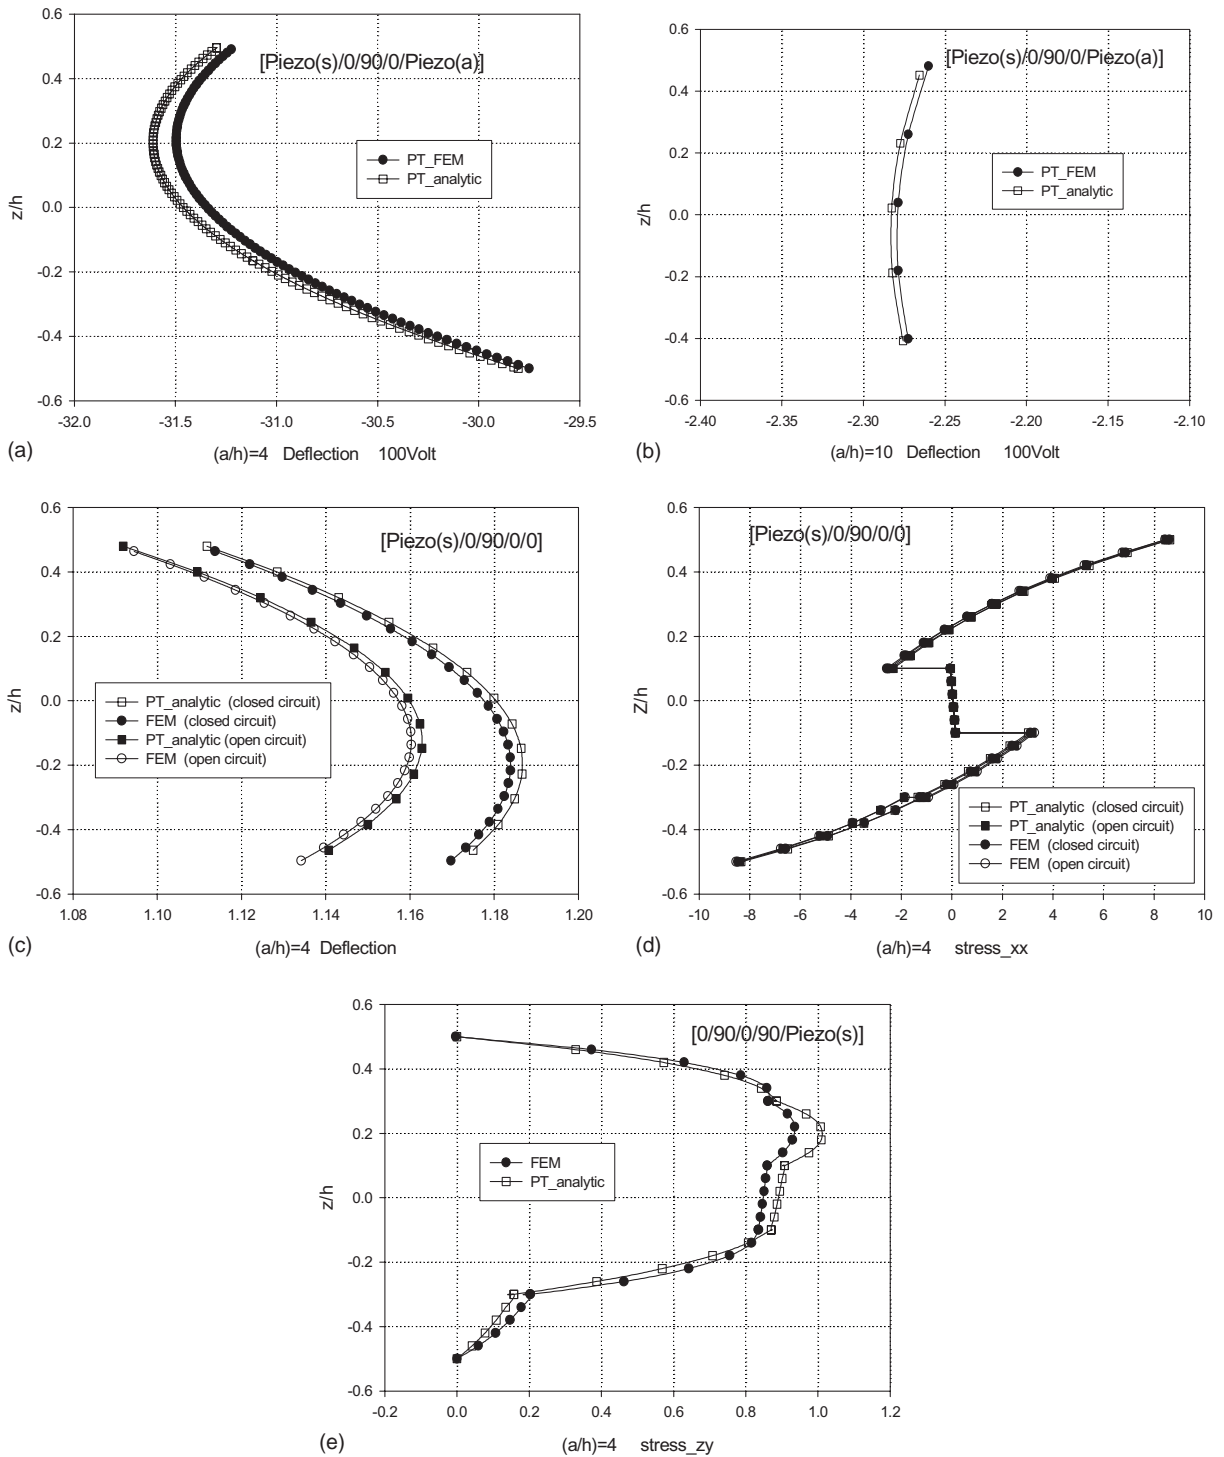 0.6
0.4
0.2
0.0
-0.2
-0.4
-0.6
z/h
[Piezo(s)/0/90/0/Piezo(a)]
PT_FEM
PT_analytic
-32.0 -31.5 -31.0 -30.5 -30.0 -29.5
(a) (a/h)=4 Deflection 100Volt
0.6
0.4
0.2
0.0
-0.2
-0.4
-0.6
z/h
[Piezo(s)/0/90/0/Piezo(a)]
PT_FEM
PT_analytic
-2.40 -2.35 -2.30 -2.25 -2.20 -2.15 -2.10
(b) (a/h)=10 Deflection 100Volt
0.6
0.4
0.2
0.0
-0.2
-0.4
-0.6
z/h
[Piezo(s)/0/90/0/0]
PT_analytic (closed circuit)
FEM (closed circuit)
PT_analytic (open circuit)
FEM (open circuit)
1.08 1.10 1.12 1.14 1.16 1.18 1.20
(c) (a/h)=4 Deflection
0.6
0.4
0.2
0.0
-0.2
-0.4
-0.6
Z/h
[Piezo(s)/0/90/0/0]
PT_analytic (closed circuit)
PT_analytic (open circuit)
FEM (closed circuit)
FEM (open circuit)
-10 -8 -6 -4 -2 0 2 4 6 8 10
(d) (a/h)=4 stress_xx
0.6
0.4
0.2
0.0
-0.2
-0.4
-0.6
z/h
[0/90/0/90/Piezo(s)]
FEM
PT_analytic
-0.2 0.0 0.2 0.4 0.6 0.8 1.0 1.2
(e) (a/h)=4 stress_zy